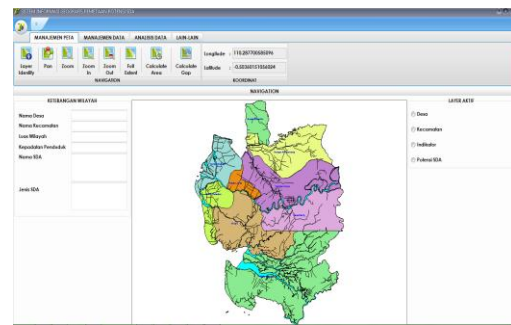 MANAJEMEN PETA MANAJEMEN DATA ANALISIS DATA LAIN-LAIN
Layer Identify
Pan
Zoom
Zoom In
Zoom Out
Full Extent
Calculate Area
Calculate Gap
Longitude : 115.287700580596
Latitude :
NAVIGATION
KOORDINAT
NAVIGATION
KETERANGAN WILAYAH
LAYER AKTIF
Nama Desa
Nama Kecamatan
Luas Wilayah
Kepadatan Penduduk
Nama SDA
Jenis SDA
Desa
Kecamatan
Indikator
Potensi SDA